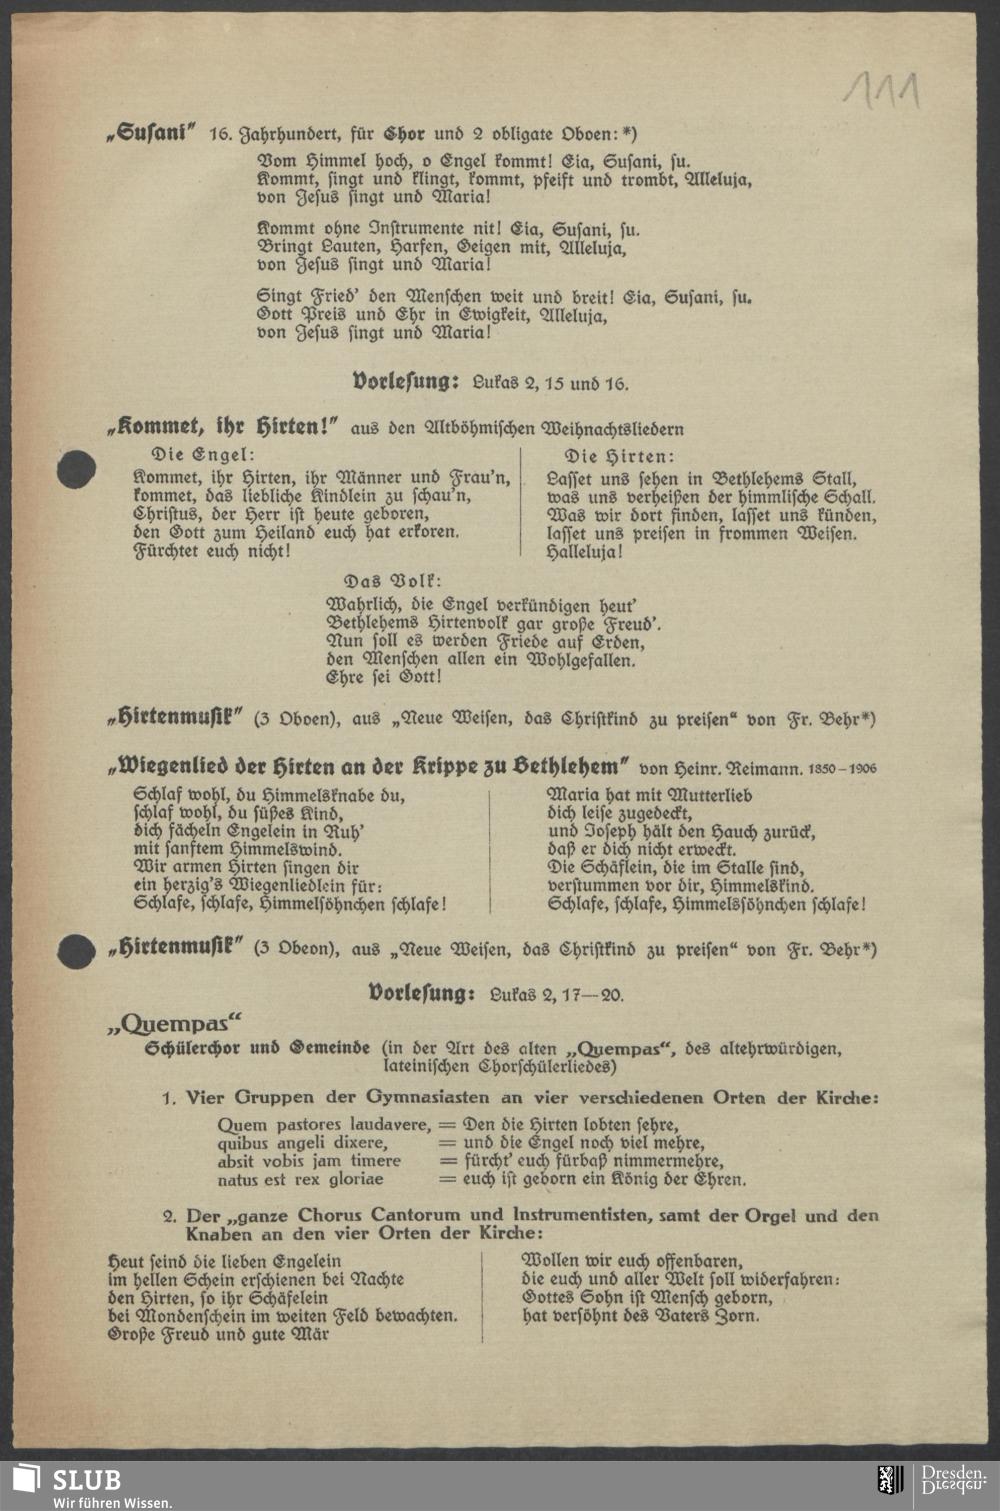 111
„Susani" 16. Jahrhundert, für Chor und 2 obligate Oboen: *)
Vom Himmel hoch, o Engel kommt! Eia, Susani, su.
Kommt, singt und klingt, kommt, pfeift und trombt, Alleluja,
von Jesus singt und Maria!
Kommt ohne Instrumente nit! Eia, Susani, su.
Bringt Lauten, Harfen, Geigen mit, Alleluja,
von Jesus singt und Maria!
Singt Fried' den Menschen weit und breit! Eia, Susani, su.
Gott Preis und Ehr in Ewigkeit, Alleluja,
von Jesus singt und Maria!
Vorlesung: Lukas 2, 15 und 16.
„Kommet, ihr Hirten!" aus den Altböhmischen Weihnachtsliedern
Die Engel:
Kommet, ihr Hirten, ihr Männer und Frau'n,
kommet, das liebliche Kindlein zu schau'n,
Christus, der Herr ist heute geboren,
den Gott zum Heiland euch hat erkoren.
Fürchtet euch nicht!
Die Hirten:
Lasset uns sehen in Bethlehems Stall,
was uns verheißen der himmlische Schall.
Was wir dort finden, lasset uns künden,
lasset uns preisen in frommen Weisen.
Halleluja!
Das Volk:
Wahrlich, die Engel verkündigen heut'
Bethlehems Hirtenvolk gar große Freud'.
Nun soll es werden Friede auf Erden,
den Menschen allen ein Wohlgefallen.
Ehre sei Gott!
„Hirtenmusik" (3 Oboen), aus „Neue Weisen, das Christkind zu preisen" von Fr. Behr*)
„Wiegenlied der Hirten an der Krippe zu Bethlehem" von Heinr. Reimann. 1850–1906
Schlaf wohl, du Himmelsknabe du,
schlaf wohl, du süßes Kind,
dich fächeln Engelein in Ruh'
mit sanftem Himmelswind.
Wir armen Hirten singen dir
ein herzig's Wiegenliedlein für:
Schlafe, schlafe, Himmelsöhnchen schlafe!
Maria hat mit Mutterlieb
dich leise zugedeckt,
und Joseph hält den Hauch zurück,
daß er dich nicht erweckt.
Die Schäflein, die im Stalle sind,
verstummen vor dir, Himmelskind.
Schlafe, schlafe, Himmelssöhnchen schlafe!
„Hirtenmusik" (3 Obeon), aus „Neue Weisen, das Christkind zu preisen" von Fr. Behr*)
Vorlesung: Lukas 2, 17—20.
„Quempas"
Schülerchor und Gemeinde (in der Art des alten „Quempas", des altehrwürdigen,
lateinischen Chorschülerliedes)
1. Vier Gruppen der Gymnasiasten an vier verschiedenen Orten der Kirche:
Quem pastores laudavere, = Den die Hirten lobten sehre,
quibus angeli dixere, = und die Engel noch viel mehre,
absit vobis jam timere = fürcht' euch fürbaß nimmermehre,
natus est rex gloriae = euch ist geborn ein König der Ehren.
2. Der „ganze Chorus Cantorum und Instrumentisten, samt der Orgel und den
Knaben an den vier Orten der Kirche:
Heut seind die lieben Engelein
im hellen Schein erschienen bei Nachte
den Hirten, so ihr Schäfelein
bei Mondenschein im weiten Feld bewachten.
Große Freud und gute Mär
Wollen wir euch offenbaren,
die euch und aller Welt soll widerfahren:
Gottes Sohn ist Mensch geborn,
hat versöhnt des Vaters Zorn.
SLUB
Wir führen Wissen.
Dresden.
Dresden.